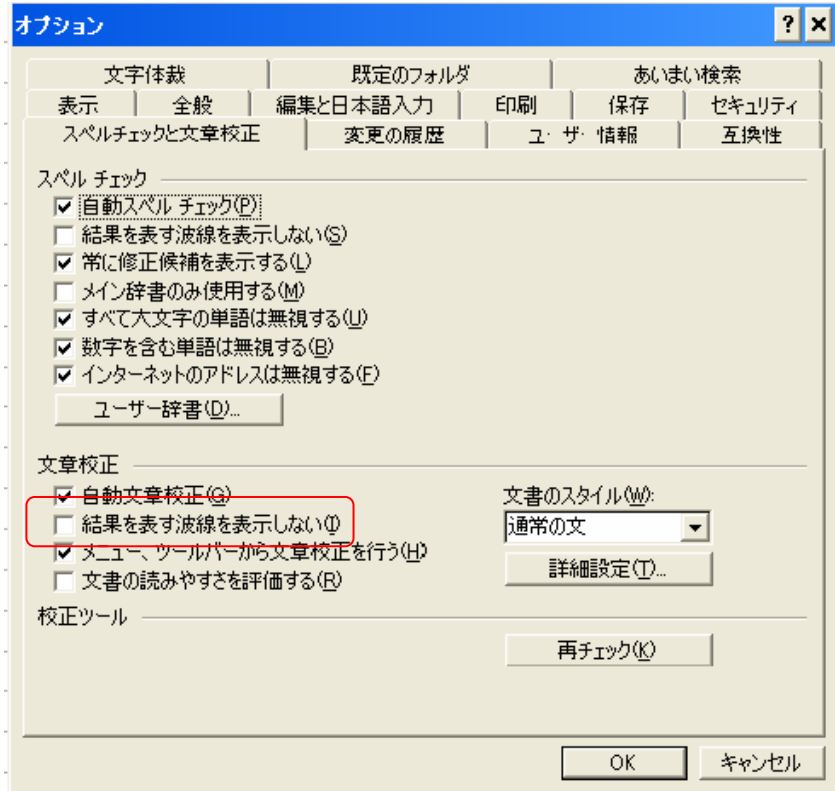 オプション
文字体裁 既定のフォルダ あいまい検索
表示 全般 編集と日本語入力 印刷 保存 セキュリティ
スペルチェックと文章校正 変更の履歴 ユーザー情報 互換性
スペル チェック
自動スペル チェック(P)
結果を表す波線を表示しない(S)
常に修正候補を表示する(L)
メイン辞書のみ使用する(M)
すべて大文字の単語は無視する(U)
数字を含む単語は無視する(B)
インターネットのアドレスは無視する(F)
ユーザー辞書(D)...
文章校正
自動文章校正(G) 文書のスタイル(W):
結果を表す波線を表示しない(I) 通常の文
メニュー、ツールバーから文章校正を行う(H)
詳細設定(T)...
文書の読みやすさを評価する(R)
校正ツール
再チェック(K)
OK キャンセル